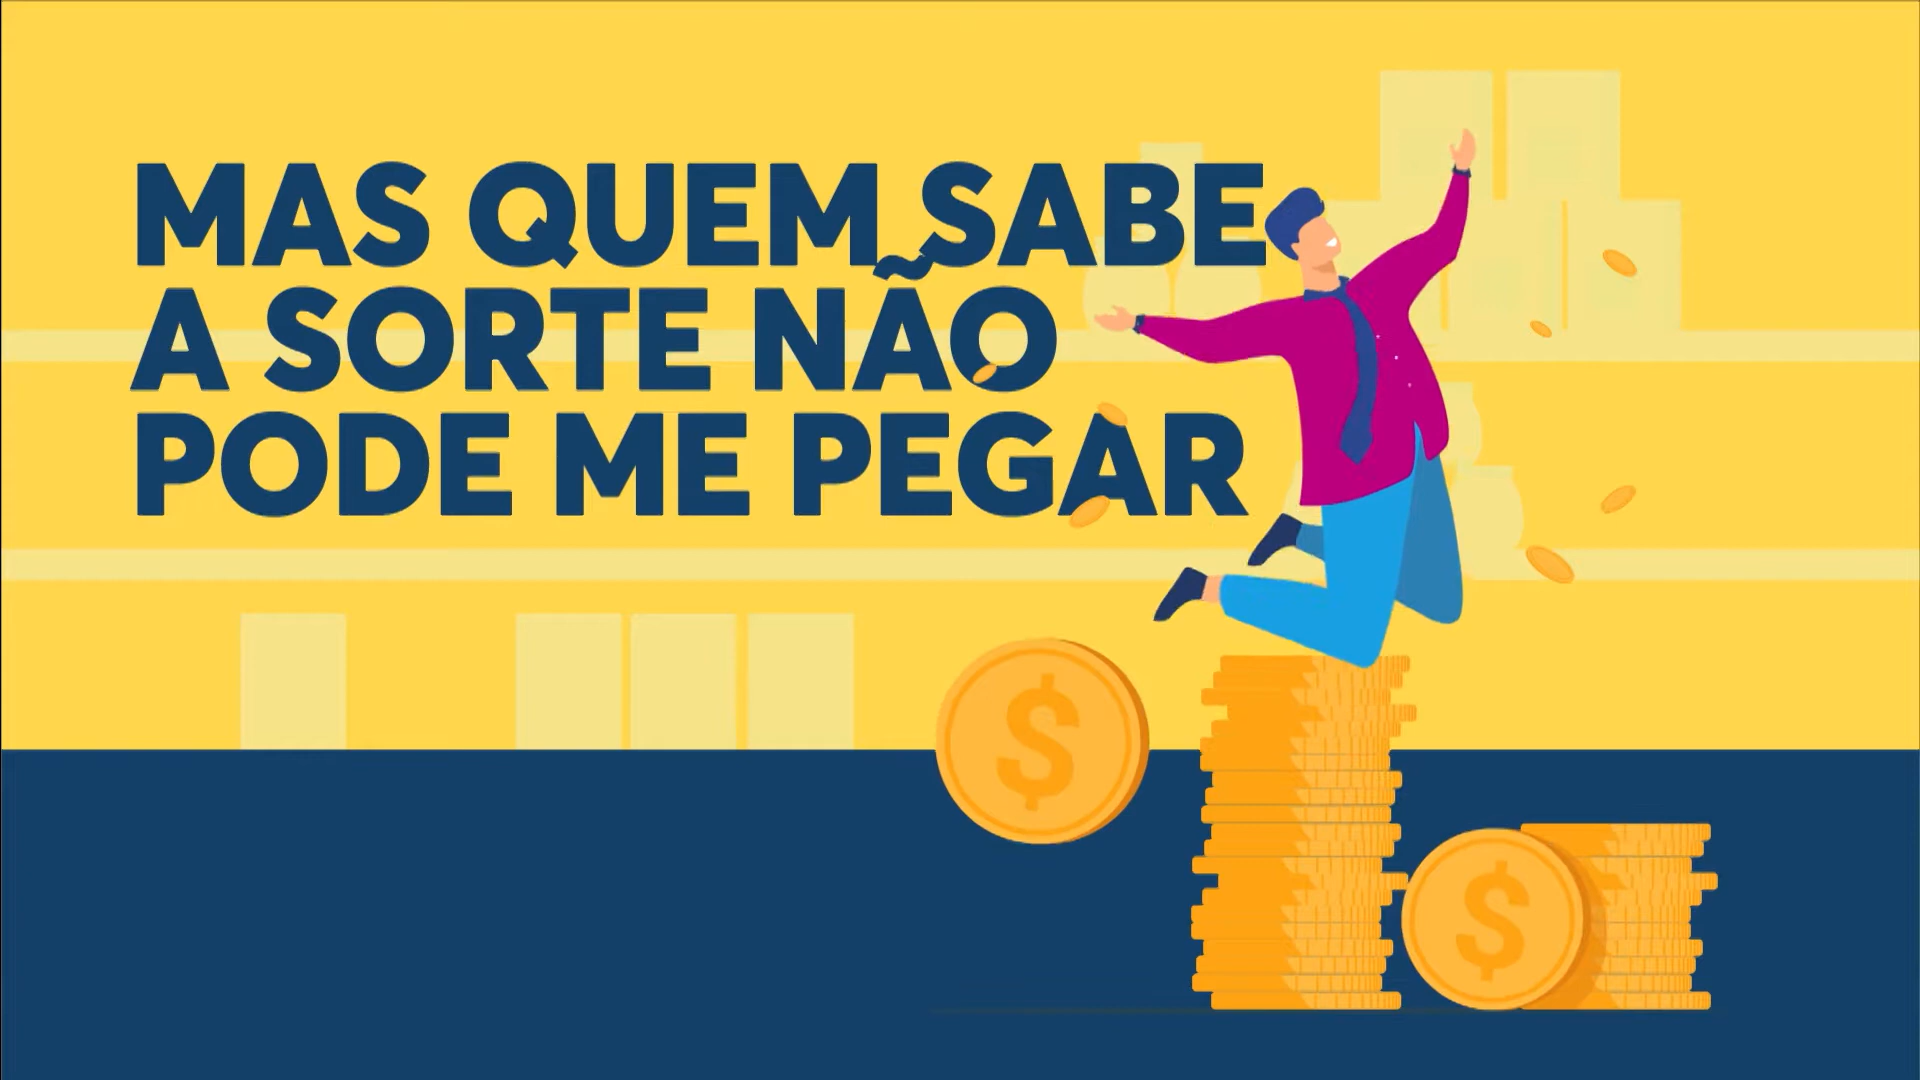 MAS QUEM SABE
A SORTE NÃO
PODE ME PEGAR
$
$